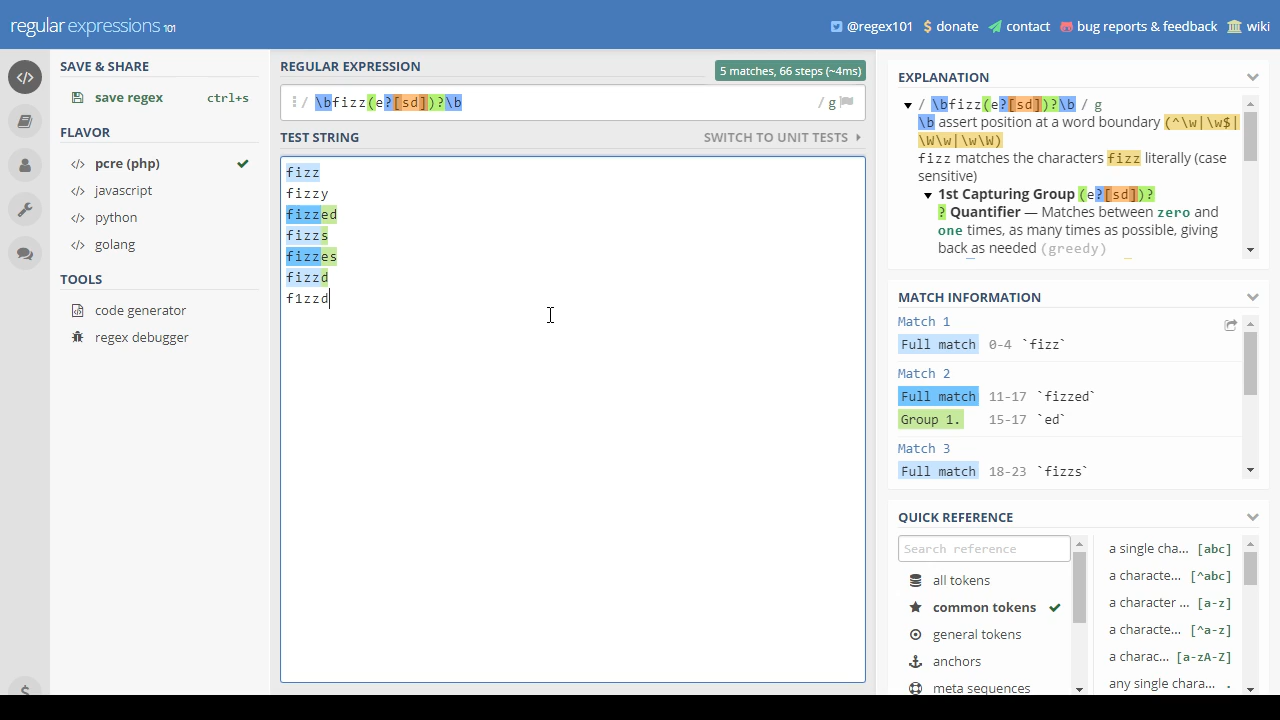 regular expressions 101
@regex101 donate contact bug reports & feedback wiki
SAVE & SHARE
save regex ctrl+s
FLAVOR
pcre (php)
javascript
python
golang
TOOLS
code generator
regex debugger
REGULAR EXPRESSION
5 matches, 66 steps (~4ms)
/ \bfizz(e?[sd])?\b / g
TEST STRING
SWITCH TO UNIT TESTS
fizz
fizzy
fizzed
fizzs
fizzes
fizzd
f1zzd
EXPLANATION
/ \bfizz(e?[sd])?\b / g
\b assert position at a word boundary (^\w|\w$|
\W\w|\w\W)
fizz matches the characters fizz literally (case
sensitive)
1st Capturing Group (e?[sd])?
? Quantifier — Matches between zero and
one times, as many times as possible, giving
back as needed (greedy)
MATCH INFORMATION
Match 1
Full match 0-4 `fizz`
Match 2
Full match 11-17 `fizzed`
Group 1. 15-17 `ed`
Match 3
Full match 18-23 `fizzs`
QUICK REFERENCE
Search reference
all tokens
common tokens
general tokens
anchors
meta sequences
a single cha... [abc]
a characte... [^abc]
a character ... [a-z]
a characte... [^a-z]
a charac... [a-zA-Z]
any single chara... .